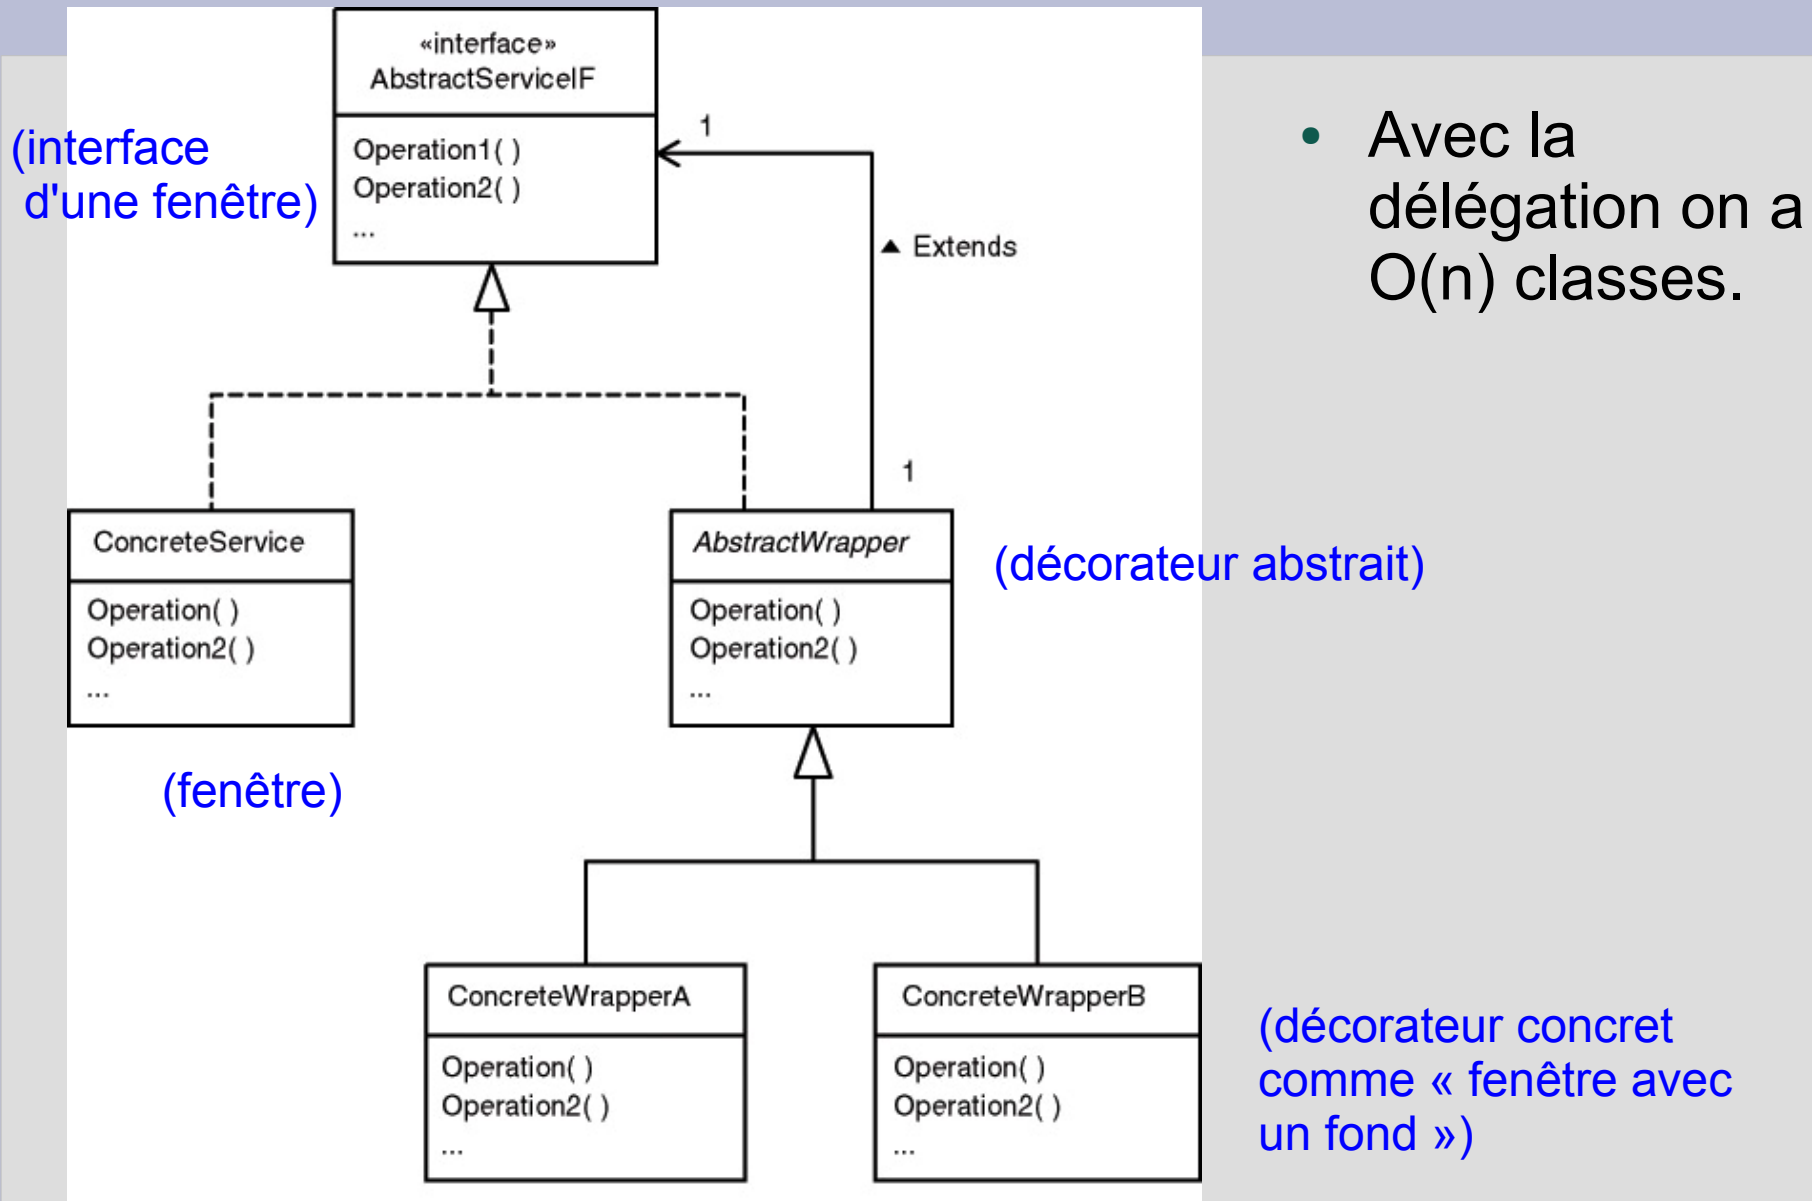 «interface»
AbstractServiceIF
Operation1( )
Operation2( )
...
(interface
d'une fenêtre)
1
▲ Extends
1
• Avec la
délégation on a
O(n) classes.
ConcreteService
Operation( )
Operation2( )
...
(fenêtre)
AbstractWrapper
Operation( )
Operation2( )
...
(décorateur abstrait)
ConcreteWrapperA
Operation( )
Operation2( )
...
ConcreteWrapperB
Operation( )
Operation2( )
...
(décorateur concret
comme « fenêtre avec
un fond »)